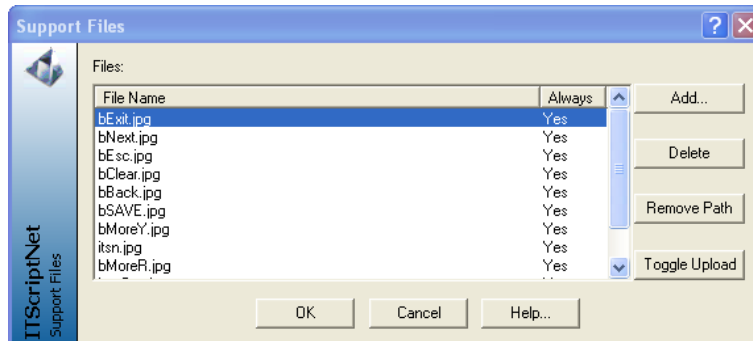 Support Files
Files:
File Name Always
bExit.jpg Yes
bNext.jpg Yes
bEsc.jpg Yes
bClear.jpg Yes
bBack.jpg Yes
bSAVE.jpg Yes
bMoreY.jpg Yes
itsn.jpg Yes
bMoreR.jpg Yes
Add...
Delete
Remove Path
Toggle Upload
OK Cancel Help...
ITScriptNet
Support Files